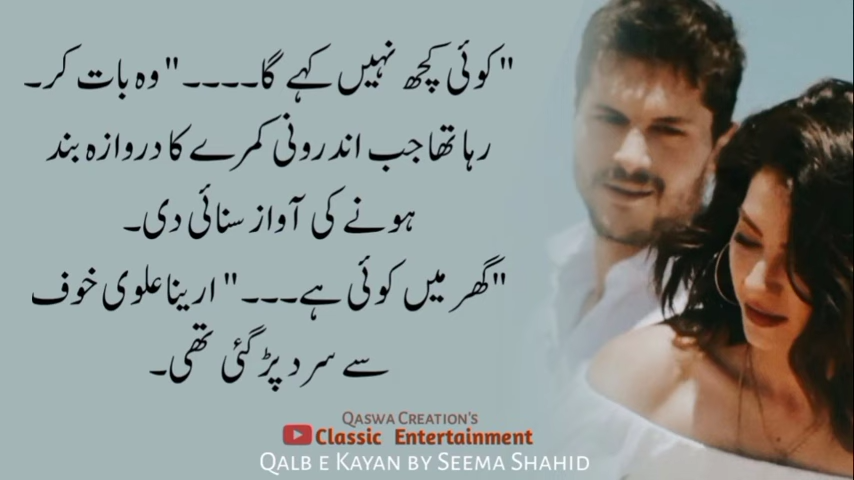 "کوئی کچھ نہیں کہے گا۔۔۔۔" وہ بات کر۔
رہا تھا جب اندرونی کمرے کا دروازہ بند
ہونے کی آواز سنائی دی۔
"گھر میں کوئی ہے۔۔۔" ارینا علوی خوف
سے سرد پڑ گئی تھی۔
Qaswa Creation's
Classic Entertainment
Qalb e Kayan by Seema Shahid